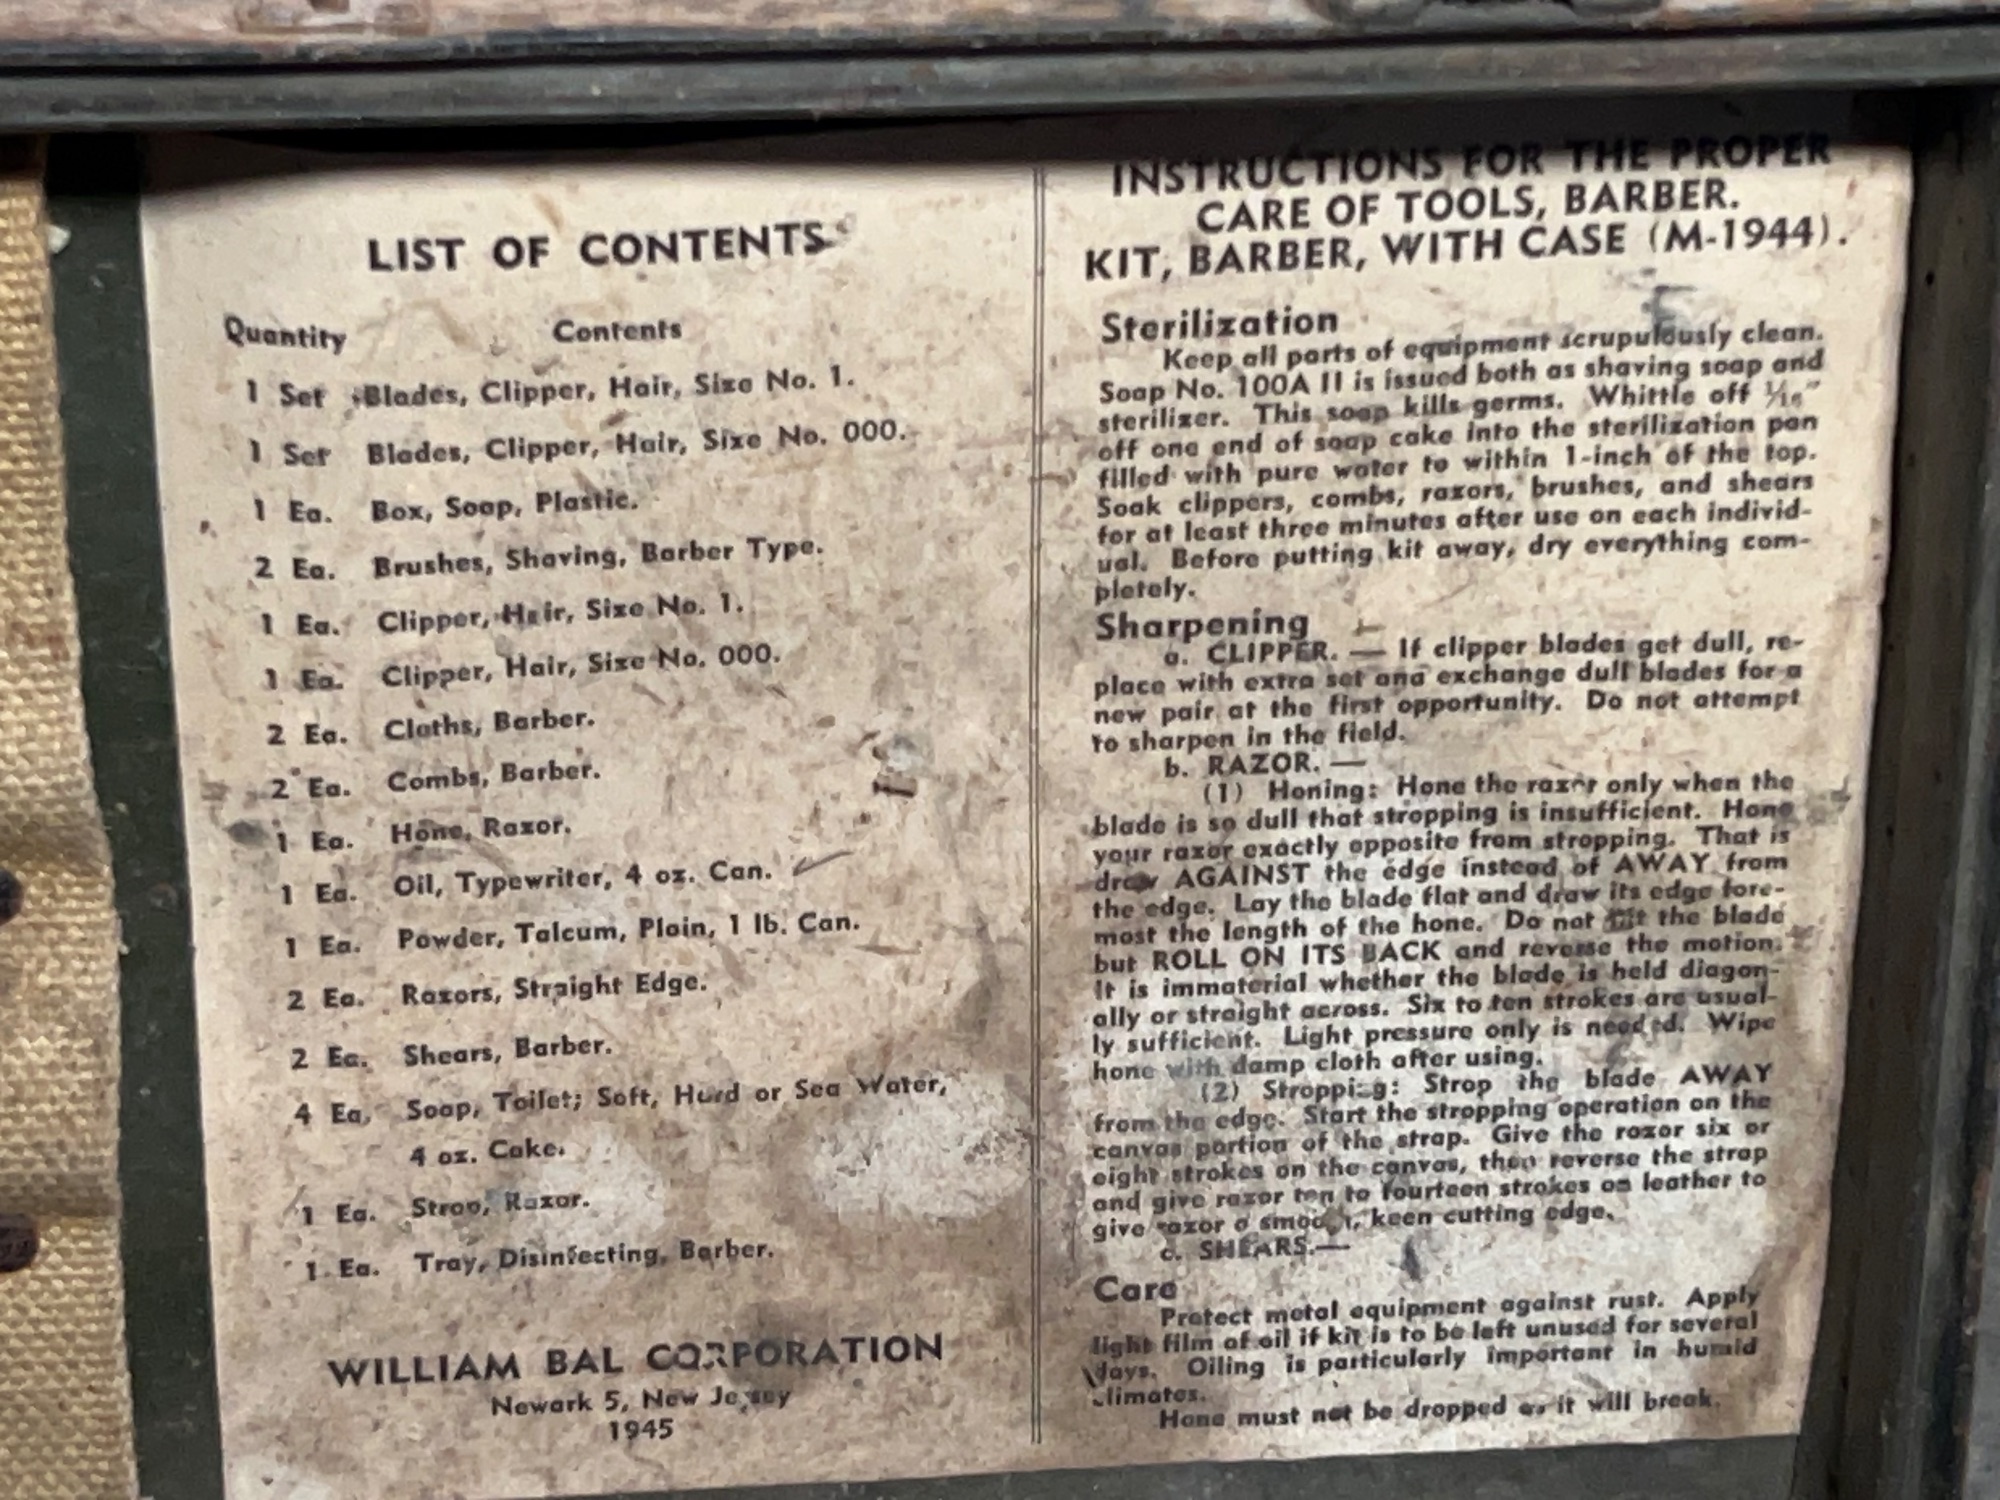 LIST OF CONTENTS
Quantity Contents
1 Set Blades, Clipper, Hair, Size No. 1.
1 Set Blades, Clipper, Hair, Size No. 000.
1 Ea. Box, Soap, Plastic.
2 Ea. Brushes, Shaving, Barber Type.
1 Ea. Clipper, Hair, Size No. 1.
1 Ea. Clipper, Hair, Size No. 000.
2 Ea. Cloths, Barber.
2 Ea. Combs, Barber.
1 Ea. Hone, Razor.
1 Ea. Oil, Typewriter, 4 oz. Can.
1 Ea. Powder, Talcum, Plain, 1 lb. Can.
2 Ea. Razors, Straight Edge.
2 Ea. Shears, Barber.
4 Ea. Soap, Toilet; Soft, Hard or Sea Water,
4 oz. Cake.
1 Ea. Strop, Razor.
1 Ea. Tray, Disinfecting, Barber.
WILLIAM BAL CORPORATION
Newark 5, New Jersey
1945
INSTRUCTIONS FOR THE PROPER
CARE OF TOOLS, BARBER.
KIT, BARBER, WITH CASE (M-1944).
Sterilization
Keep all parts of equipment scrupulously clean.
Soap No. 100A II is issued both as shaving soap and
sterilizer. This soap kills germs. Whittle off 1/16"
off one end of soap cake into the sterilization pan
filled with pure water to within 1-inch of the top.
Soak clippers, combs, razors, brushes, and shears
for at least three minutes after use on each individ-
ual. Before putting kit away, dry everything com-
pletely.
Sharpening
a. CLIPPER. — If clipper blades get dull, re-
place with extra set and exchange dull blades for a
new pair at the first opportunity. Do not attempt
to sharpen in the field.
b. RAZOR. —
(1) Honing: Hone the razor only when the
blade is so dull that stropping is insufficient. Hone
your razor exactly opposite from stropping. That is
draw AGAINST the edge instead of AWAY from
the edge. Lay the blade flat and draw its edge fore-
most the length of the hone. Do not lift the blade
but ROLL ON ITS BACK and reverse the motion.
It is immaterial whether the blade is held diagon-
ally or straight across. Six to ten strokes are usual-
ly sufficient. Light pressure only is needed. Wipe
hone with damp cloth after using.
(2) Stropping: Strop the blade AWAY
from the edge. Start the stropping operation on the
canvas portion of the strap. Give the razor six or
eight strokes on the canvas, then reverse the strap
and give razor ten to fourteen strokes on leather to
give razor a smooth, keen cutting edge.
c. SHEARS.—
Care
Protect metal equipment against rust. Apply
light film of oil if kit is to be left unused for several
days. Oiling is particularly important in humid
climates.
Hone must not be dropped as it will break.